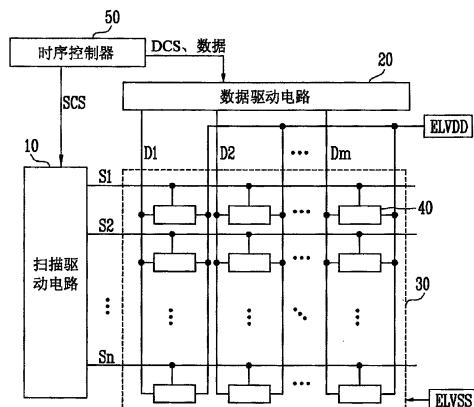 50
时序控制器
DCS、数据
20
数据驱动电路
SCS
ELVDD
10
D1
D2
Dm
S1
40
S2
扫描驱动电路
30
Sn
ELVSS